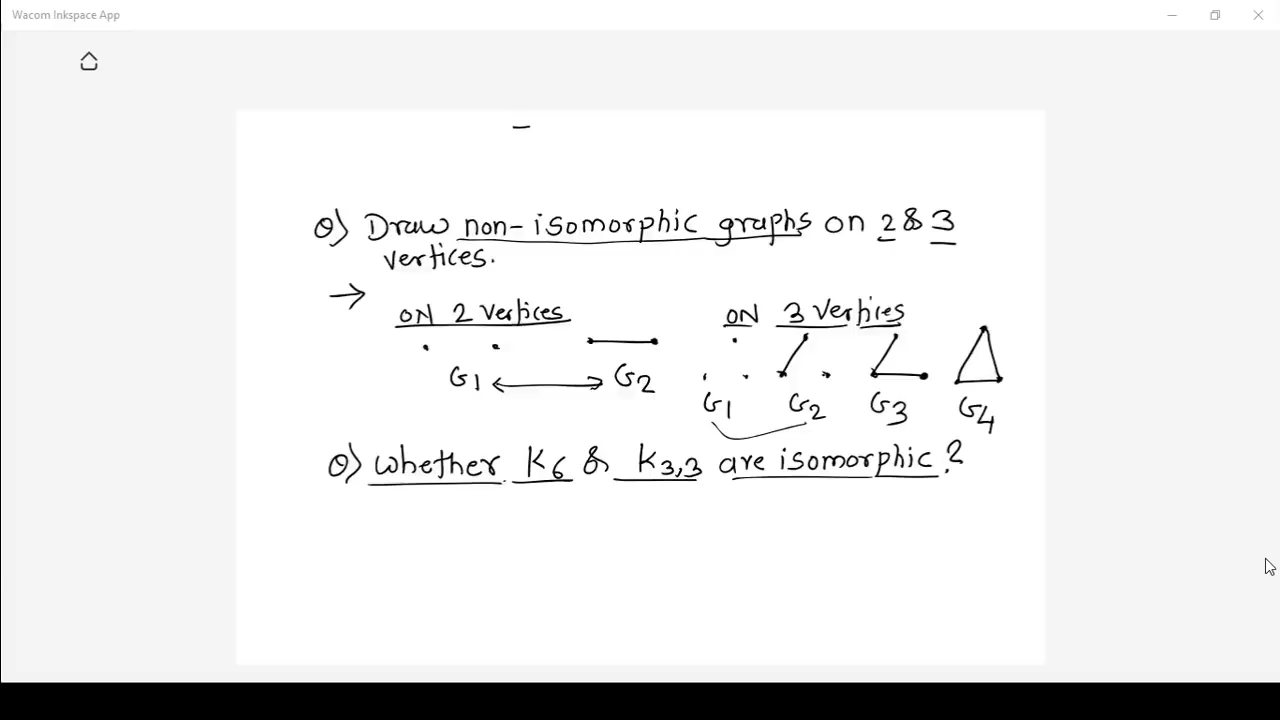 Wacom Inkspace App
Q) Draw non-isomorphic graphs on 2 & 3
vertices.
→ ON 2 vertices ON 3 verties
G1 G2 G1 G2 G3 G4
Q) Whether K6 & K3,3 are isomorphic?